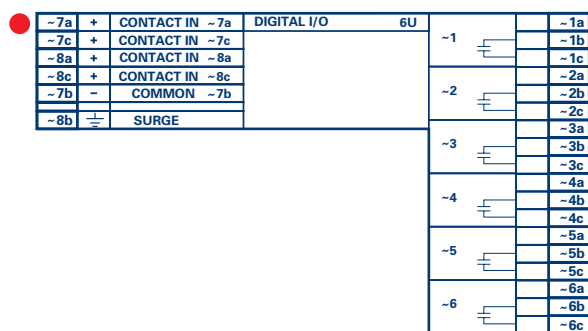 ~7a + CONTACT IN ~7a DIGITAL I/O 6U
~7c + CONTACT IN ~7c
~8a + CONTACT IN ~8a
~8c + CONTACT IN ~8c
~7b – COMMON ~7b
~8b SURGE
~1
~1a
~1b
~1c
~2
~2a
~2b
~2c
~3
~3a
~3b
~3c
~4
~4a
~4b
~4c
~5
~5a
~5b
~5c
~6
~6a
~6b
~6c